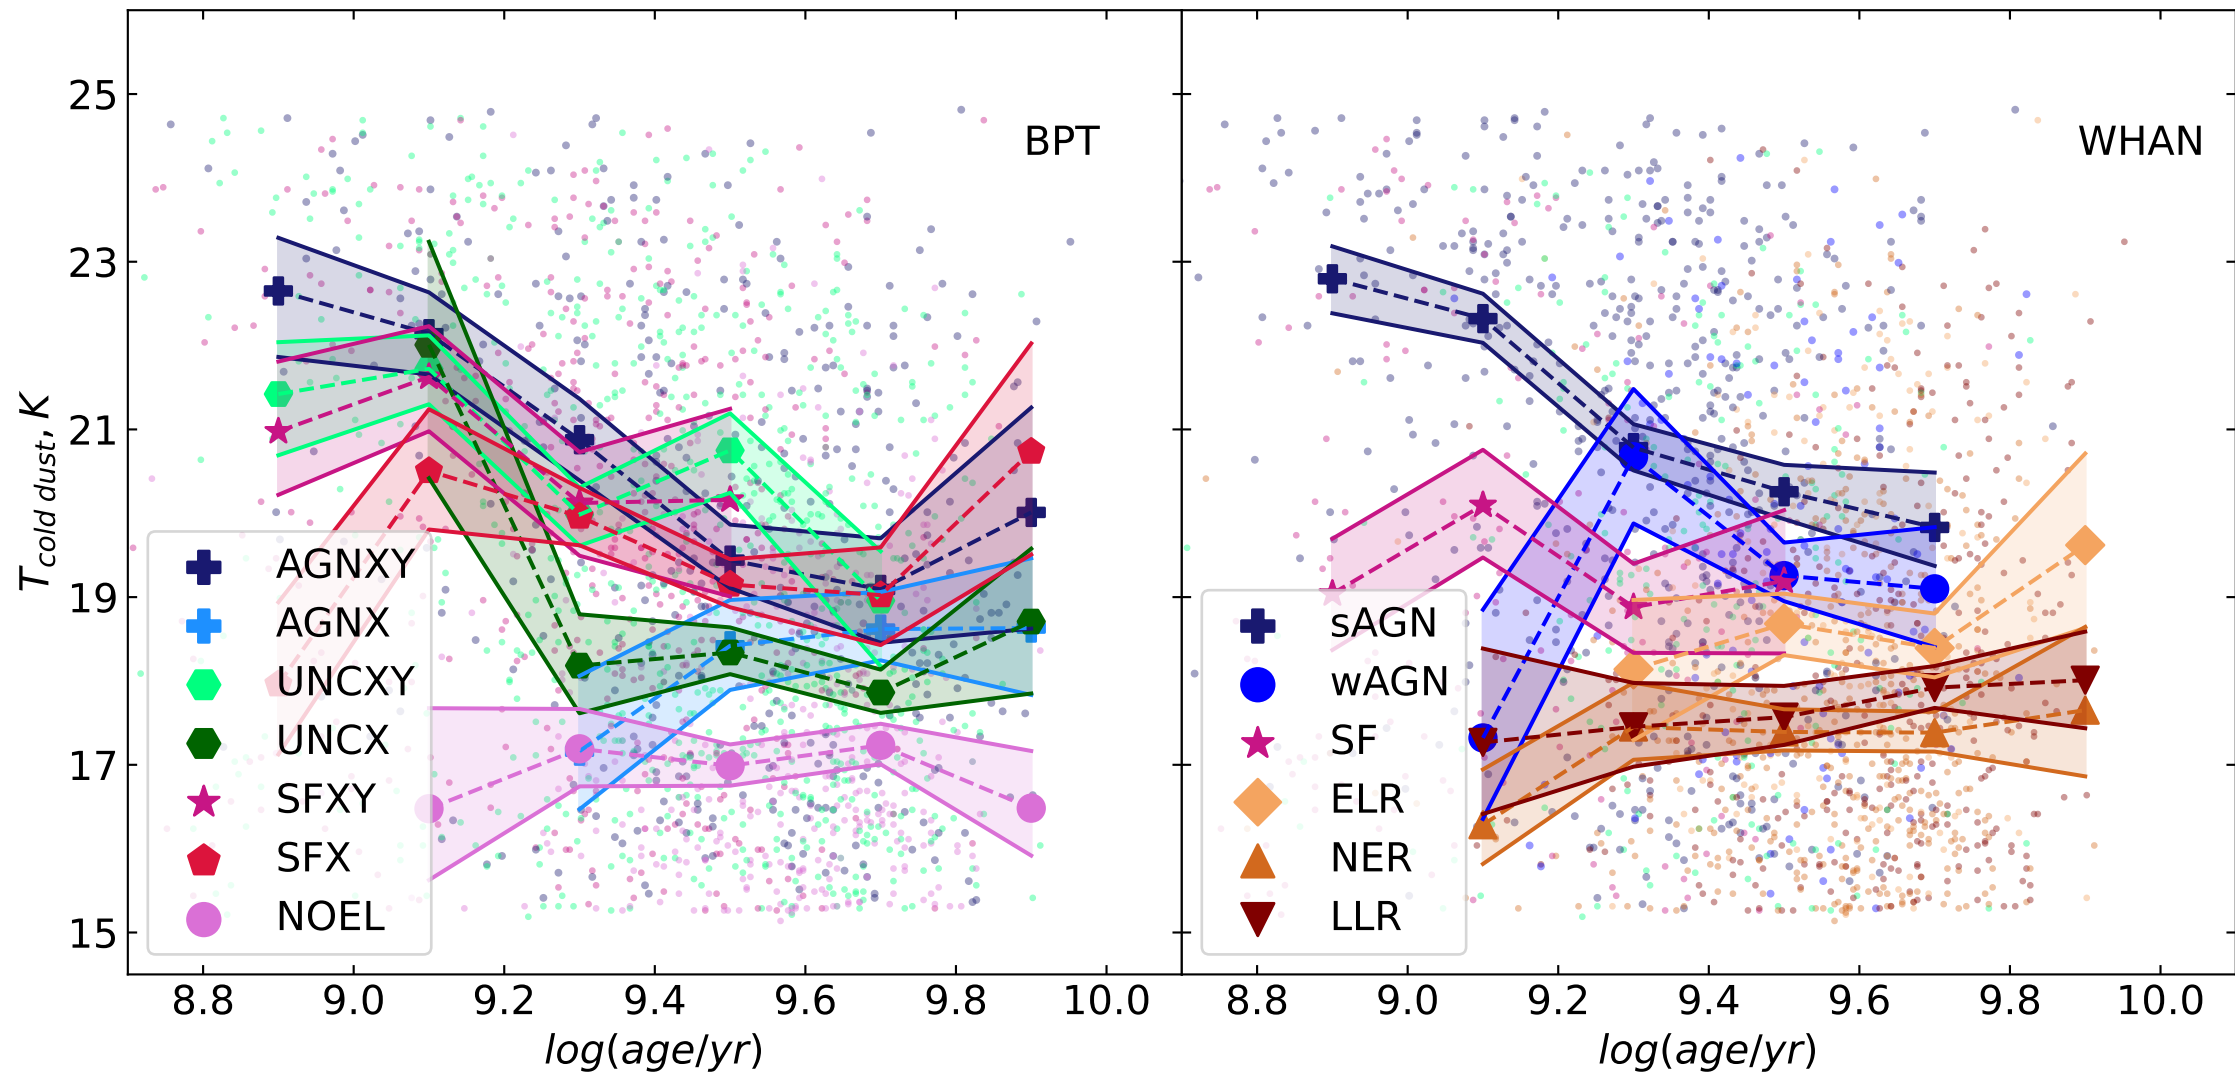 25
23
21
19
17
15
T_cold dust, K
BPT
AGNXY
AGNX
UNCXY
UNCX
SFXY
SFX
NOEL
8.8 9.0 9.2 9.4 9.6 9.8 10.0
log(age/yr)
WHAN
sAGN
wAGN
SF
ELR
NER
LLR
8.8 9.0 9.2 9.4 9.6 9.8 10.0
log(age/yr)